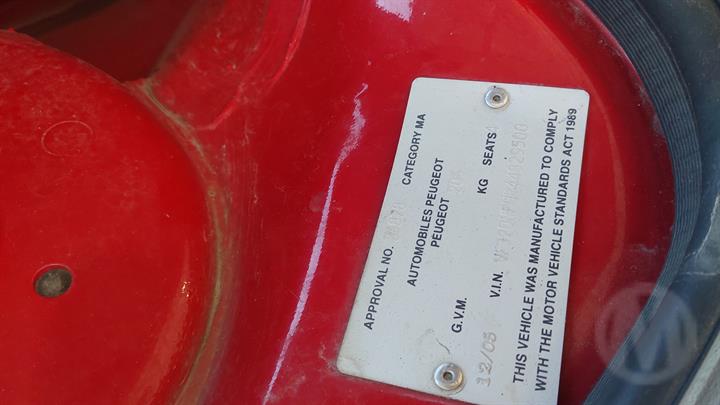 APPROVAL NO. CATEGORY MA
AUTOMOBILES PEUGEOT
PEUGEOT
G.V.M. KG SEATS 4
12/05 V.I.N.
THIS VEHICLE WAS MANUFACTURED TO COMPLY
WITH THE MOTOR VEHICLE STANDARDS ACT 1989
M